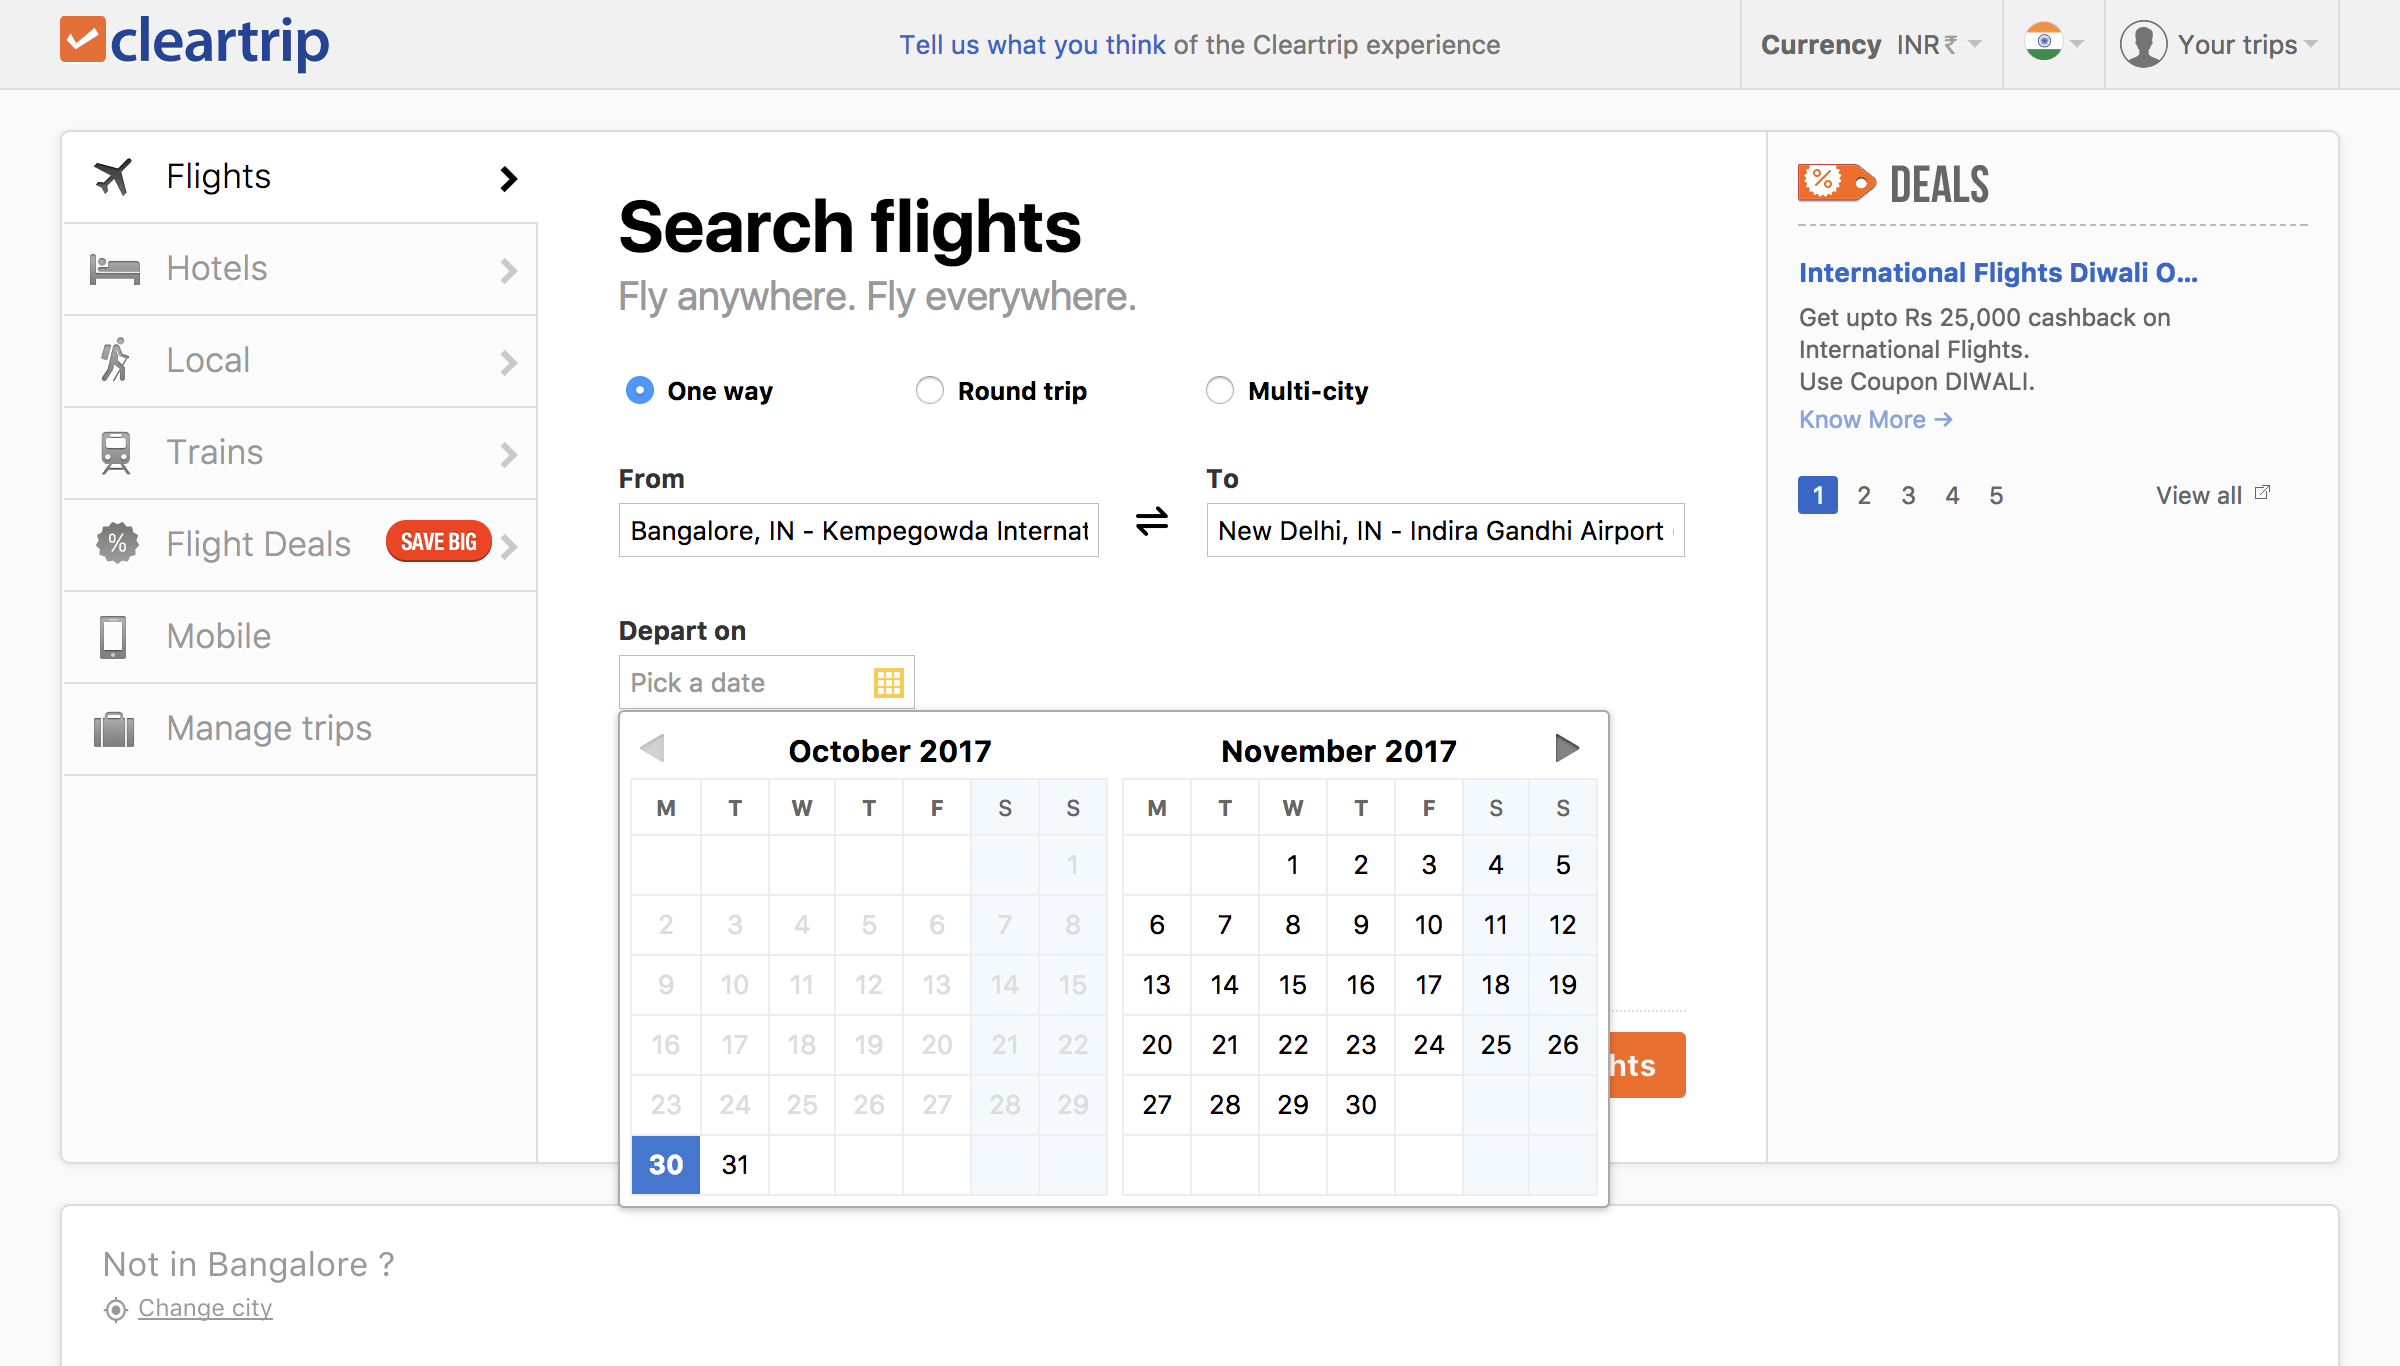 cleartrip
Tell us what you think of the Cleartrip experience
Currency INR₹
Your trips
Flights
Hotels
Local
Trains
% Flight Deals SAVE BIG
Mobile
Manage trips
Search flights
Fly anywhere. Fly everywhere.
One way Round trip Multi-city
From
Bangalore, IN - Kempegowda Internat
To
New Delhi, IN - Indira Gandhi Airport
Depart on
Pick a date
October 2017
M T W T F S S
1
2 3 4 5 6 7 8
9 10 11 12 13 14 15
16 17 18 19 20 21 22
23 24 25 26 27 28 29
30 31
November 2017
M T W T F S S
1 2 3 4 5
6 7 8 9 10 11 12
13 14 15 16 17 18 19
20 21 22 23 24 25 26
27 28 29 30
hts
% DEALS
International Flights Diwali O...
Get upto Rs 25,000 cashback on
International Flights.
Use Coupon DIWALI.
Know More →
1 2 3 4 5 View all
Not in Bangalore ?
Change city